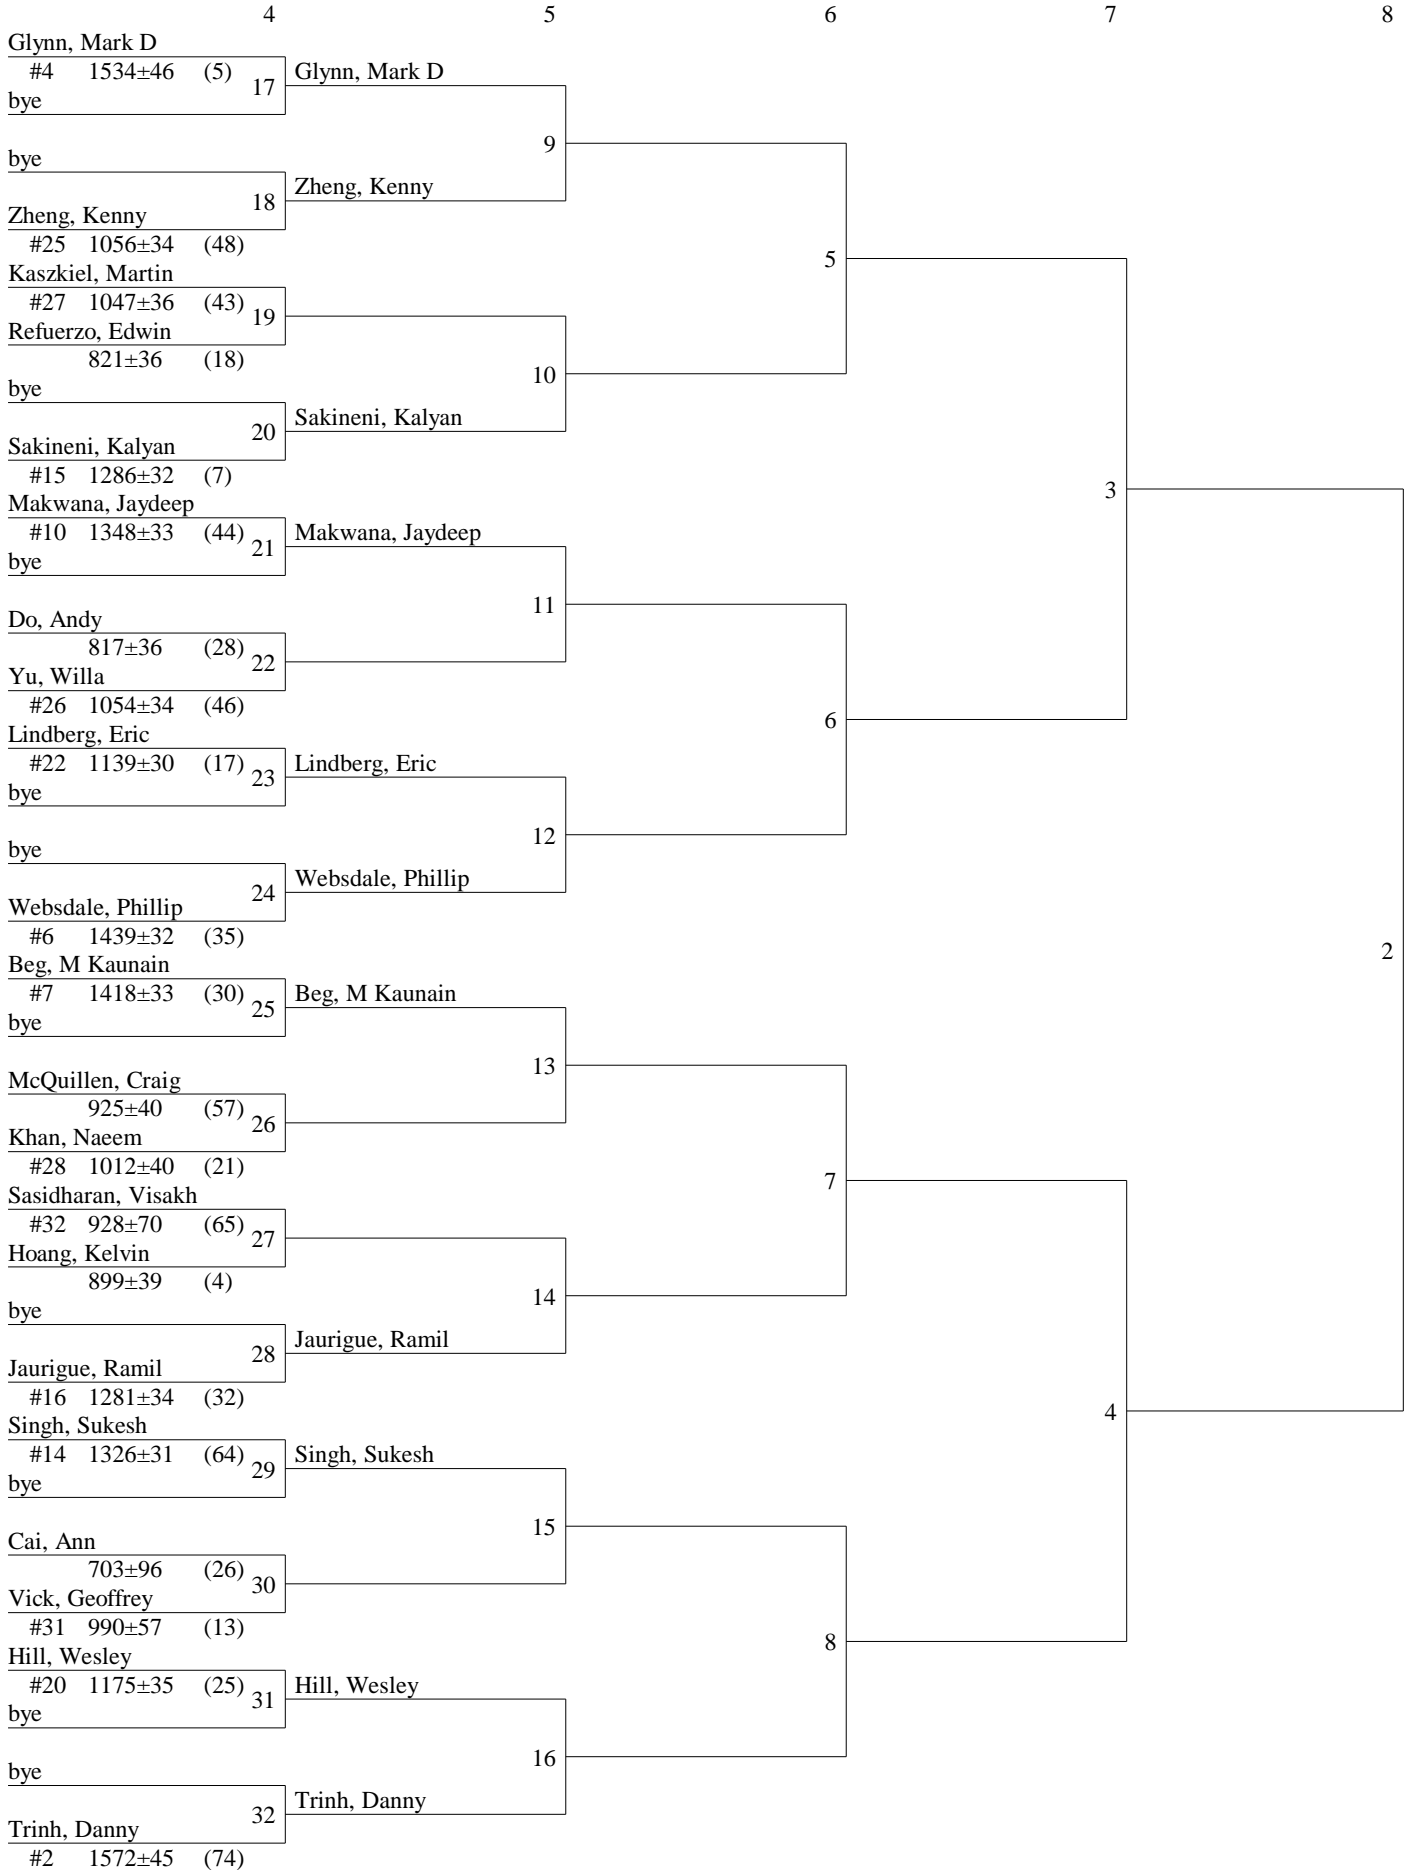 4 5 6 7 8
Glynn, Mark D
#4 1534±46 (5) 17 Glynn, Mark D
bye
9
bye
18 Zheng, Kenny
Zheng, Kenny
#25 1056±34 (48)
5
Kaszkiel, Martin
#27 1047±36 (43) 19
Refuerzo, Edwin
821±36 (18)
10
bye
20 Sakineni, Kalyan
Sakineni, Kalyan
#15 1286±32 (7)
3
Makwana, Jaydeep
#10 1348±33 (44) 21 Makwana, Jaydeep
bye
11
Do, Andy
817±36 (28) 22
Yu, Willa
#26 1054±34 (46)
6
Lindberg, Eric
#22 1139±30 (17) 23 Lindberg, Eric
bye
12
bye
24 Websdale, Phillip
Websdale, Phillip
#6 1439±32 (35)
2
Beg, M Kaunain
#7 1418±33 (30) 25 Beg, M Kaunain
bye
13
McQuillen, Craig
925±40 (57) 26
Khan, Naeem
#28 1012±40 (21)
7
Sasidharan, Visakh
#32 928±70 (65) 27
Hoang, Kelvin
899±39 (4)
14
bye
28 Jaurigue, Ramil
Jaurigue, Ramil
#16 1281±34 (32)
4
Singh, Sukesh
#14 1326±31 (64) 29 Singh, Sukesh
bye
15
Cai, Ann
703±96 (26) 30
Vick, Geoffrey
#31 990±57 (13)
8
Hill, Wesley
#20 1175±35 (25) 31 Hill, Wesley
bye
16
bye
32 Trinh, Danny
Trinh, Danny
#2 1572±45 (74)